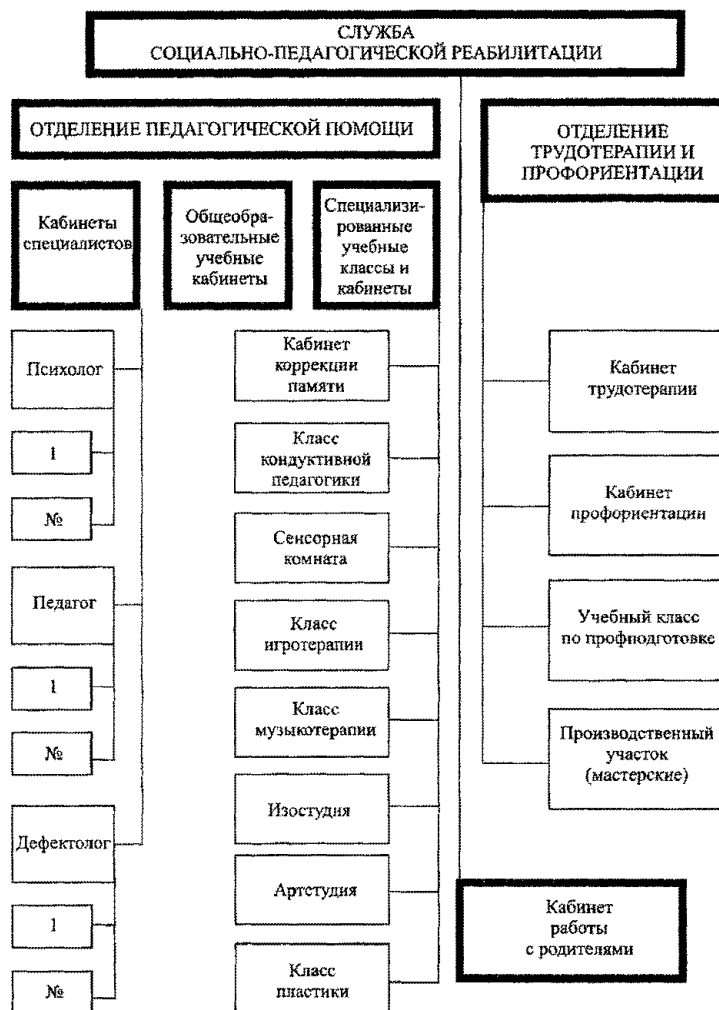 СЛУЖБА
СОЦИАЛЬНО-ПЕДАГОГИЧЕСКОЙ РЕАБИЛИТАЦИИ
ОТДЕЛЕНИЕ ПЕДАГОГИЧЕСКОЙ ПОМОЩИ
ОТДЕЛЕНИЕ
ТРУДОТЕРАПИИ И
ПРОФОРИЕНТАЦИИ
Кабинеты
специалистов
Общеобра-
зовательные
учебные
кабинеты
Специализи-
рованные
учебные
классы и
кабинеты
Психолог
1
№
Педагог
1
№
Дефектолог
1
№
Кабинет
коррекции
памяти
Класс
кондуктивной
педагогики
Сенсорная
комната
Класс
игротерапии
Класс
музыкотерапии
Изостудия
Артстудия
Класс
пластики
Кабинет
трудотерапии
Кабинет
профориентации
Учебный класс
по профподготовке
Производственный
участок
(мастерские)
Кабинет
работы
с родителями